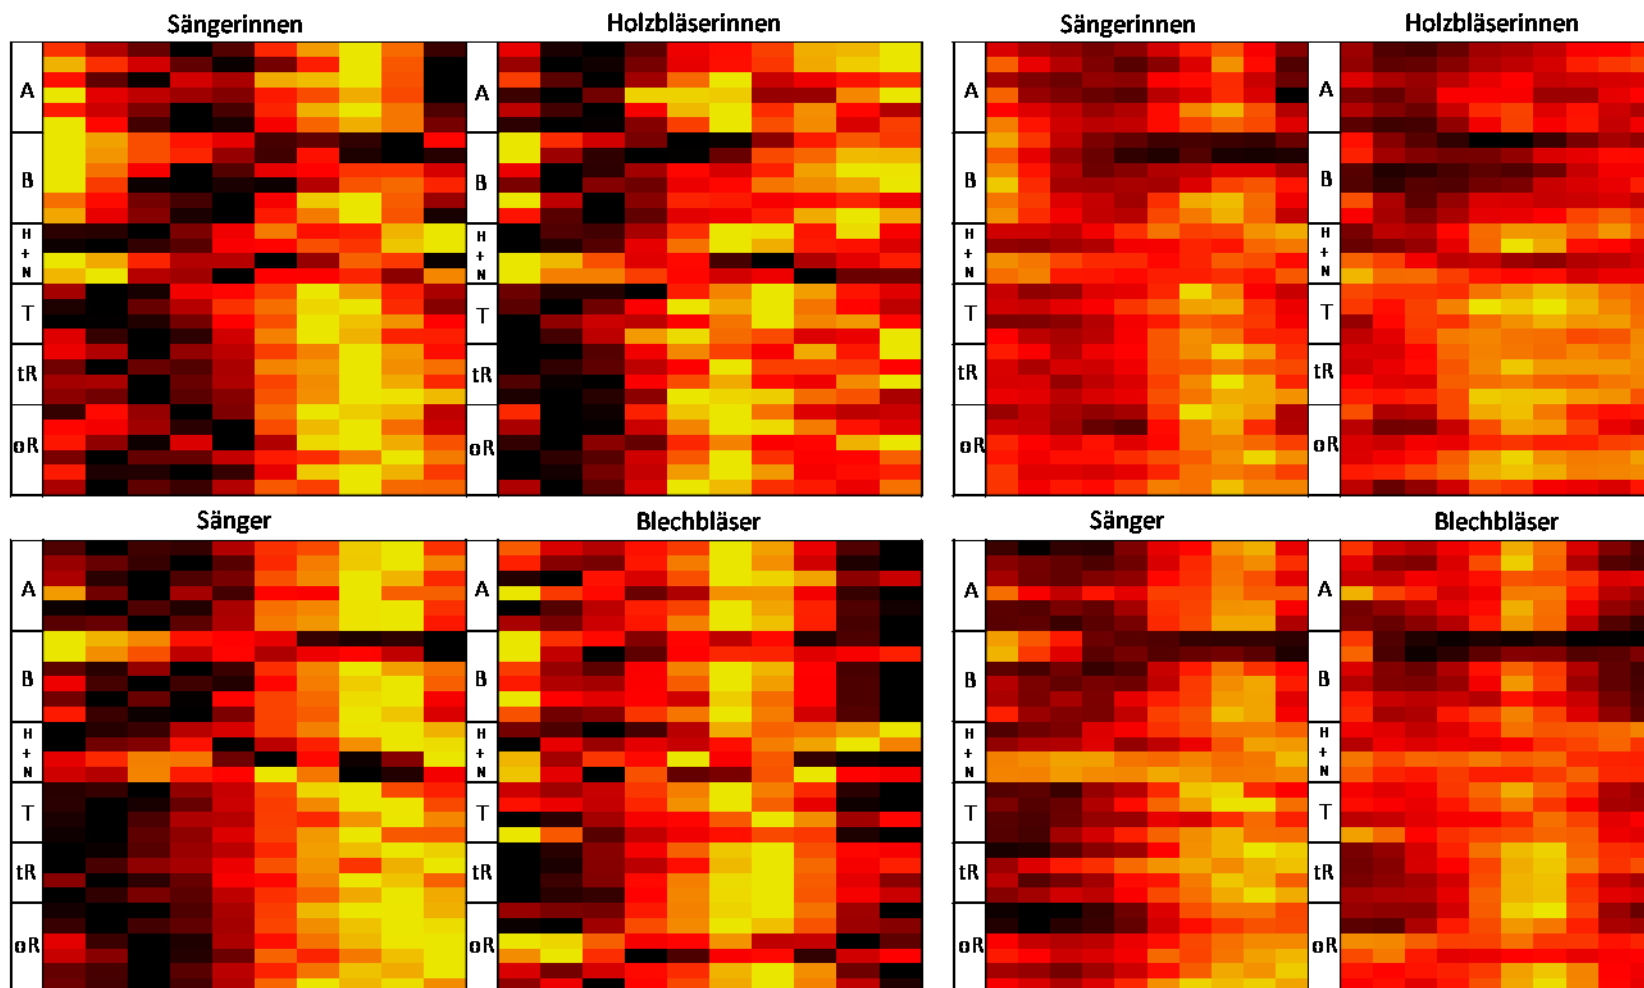 Sängerinnen Holzbläserinnen Sängerinnen Holzbläserinnen
A A A A
B B B B
H H H H
+ + + +
N N N N
T T T T
tR tR tR tR
oR oR oR oR
Sänger Blechbläser Sänger Blechbläser
A A A A
B B B B
H H H H
+ + + +
N N N N
T T T T
tR tR tR tR
oR oR oR oR